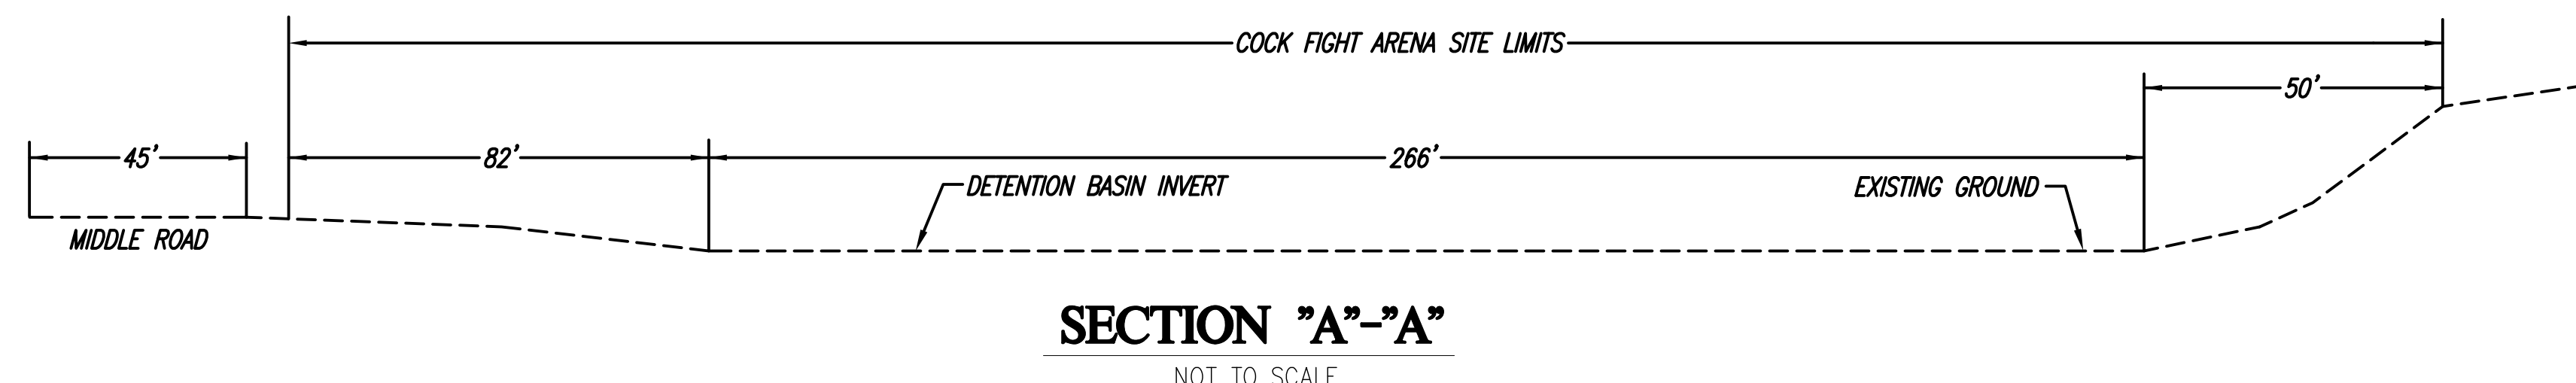 COCK FIGHT ARENA SITE LIMITS
50'
45'
82'
266'
DETENTION BASIN INVERT
EXISTING GROUND
MIDDLE ROAD
SECTION "A"-"A"
NOT TO SCALE